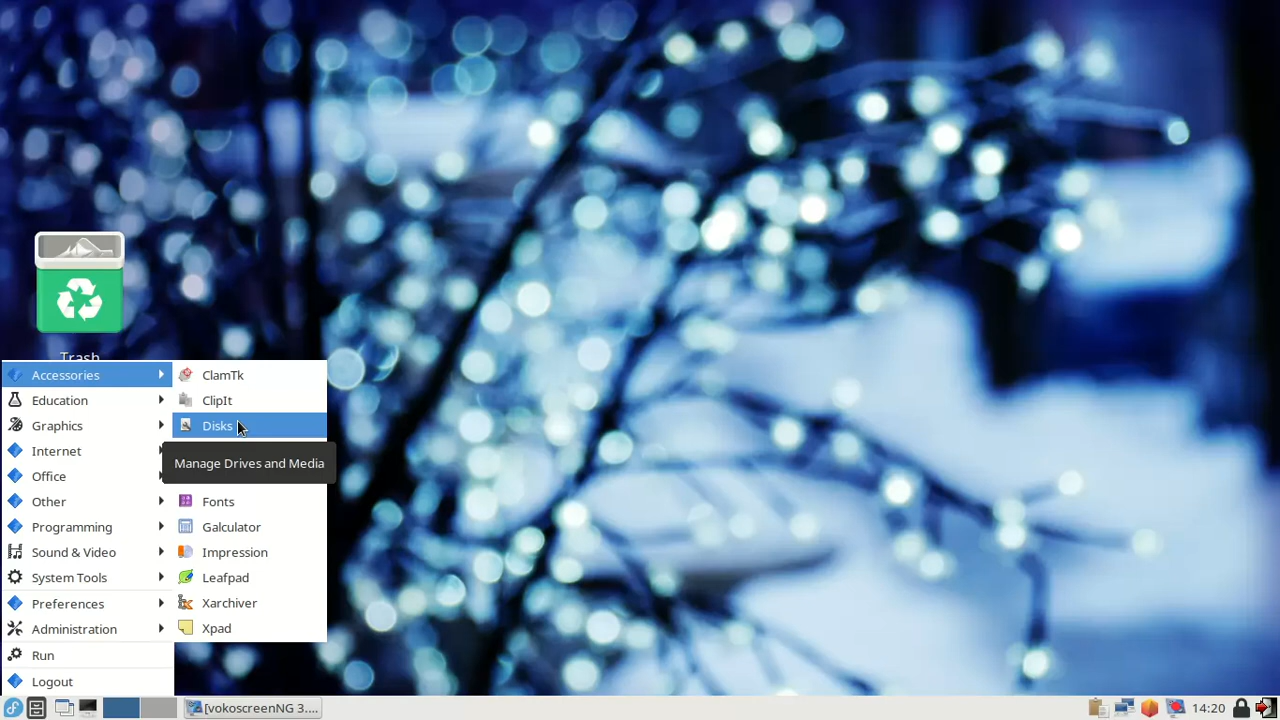 Trash
Accessories
Education
Graphics
Internet
Office
Other
Programming
Sound & Video
System Tools
Preferences
Administration
Run
Logout
ClamTk
ClipIt
Disks
Manage Drives and Media
Fonts
Galculator
Impression
Leafpad
Xarchiver
Xpad
[vokoscreenNG 3....
14:20